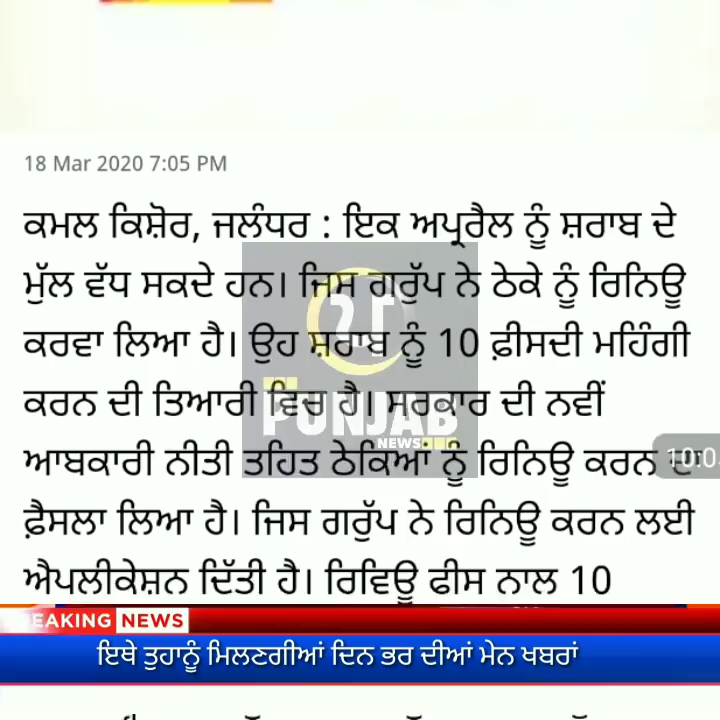 18 Mar 2020 7:05 PM
ਕਮਲ ਕਿਸ਼ੋਰ, ਜਲੰਧਰ : ਇਕ ਅਪ੍ਰੈਲ ਨੂੰ ਸ਼ਰਾਬ ਦੇ
ਮੁੱਲ ਵੱਧ ਸਕਦੇ ਹਨ। ਜਿਸ ਗਰੁੱਪ ਨੇ ਠੇਕੇ ਨੂੰ ਰਿਨਿਊ
ਕਰਵਾ ਲਿਆ ਹੈ। ਉਹ ਸ਼ਰਾਬ ਨੂੰ 10 ਫ਼ੀਸਦੀ ਮਹਿੰਗੀ
ਕਰਨ ਦੀ ਤਿਆਰੀ ਵਿਚ ਹੈ। ਸਰਕਾਰ ਦੀ ਨਵੀਂ
PUNJAB
NEWS
ਆਬਕਾਰੀ ਨੀਤੀ ਤਹਿਤ ਠੇਕਿਆਂ ਨੂੰ ਰਿਨਿਊ ਕਰਨ ਦਾ
10:0
ਫ਼ੈਸਲਾ ਲਿਆ ਹੈ। ਜਿਸ ਗਰੁੱਪ ਨੇ ਰਿਨਿਊ ਕਰਨ ਲਈ
ਐਪਲੀਕੇਸ਼ਨ ਦਿੱਤੀ ਹੈ। ਰਿਵਿਊ ਫੀਸ ਨਾਲ 10
EAKING NEWS
ਇਥੇ ਤੁਹਾਨੂੰ ਮਿਲਣਗੀਆਂ ਦਿਨ ਭਰ ਦੀਆਂ ਮੇਨ ਖਬਰਾਂ